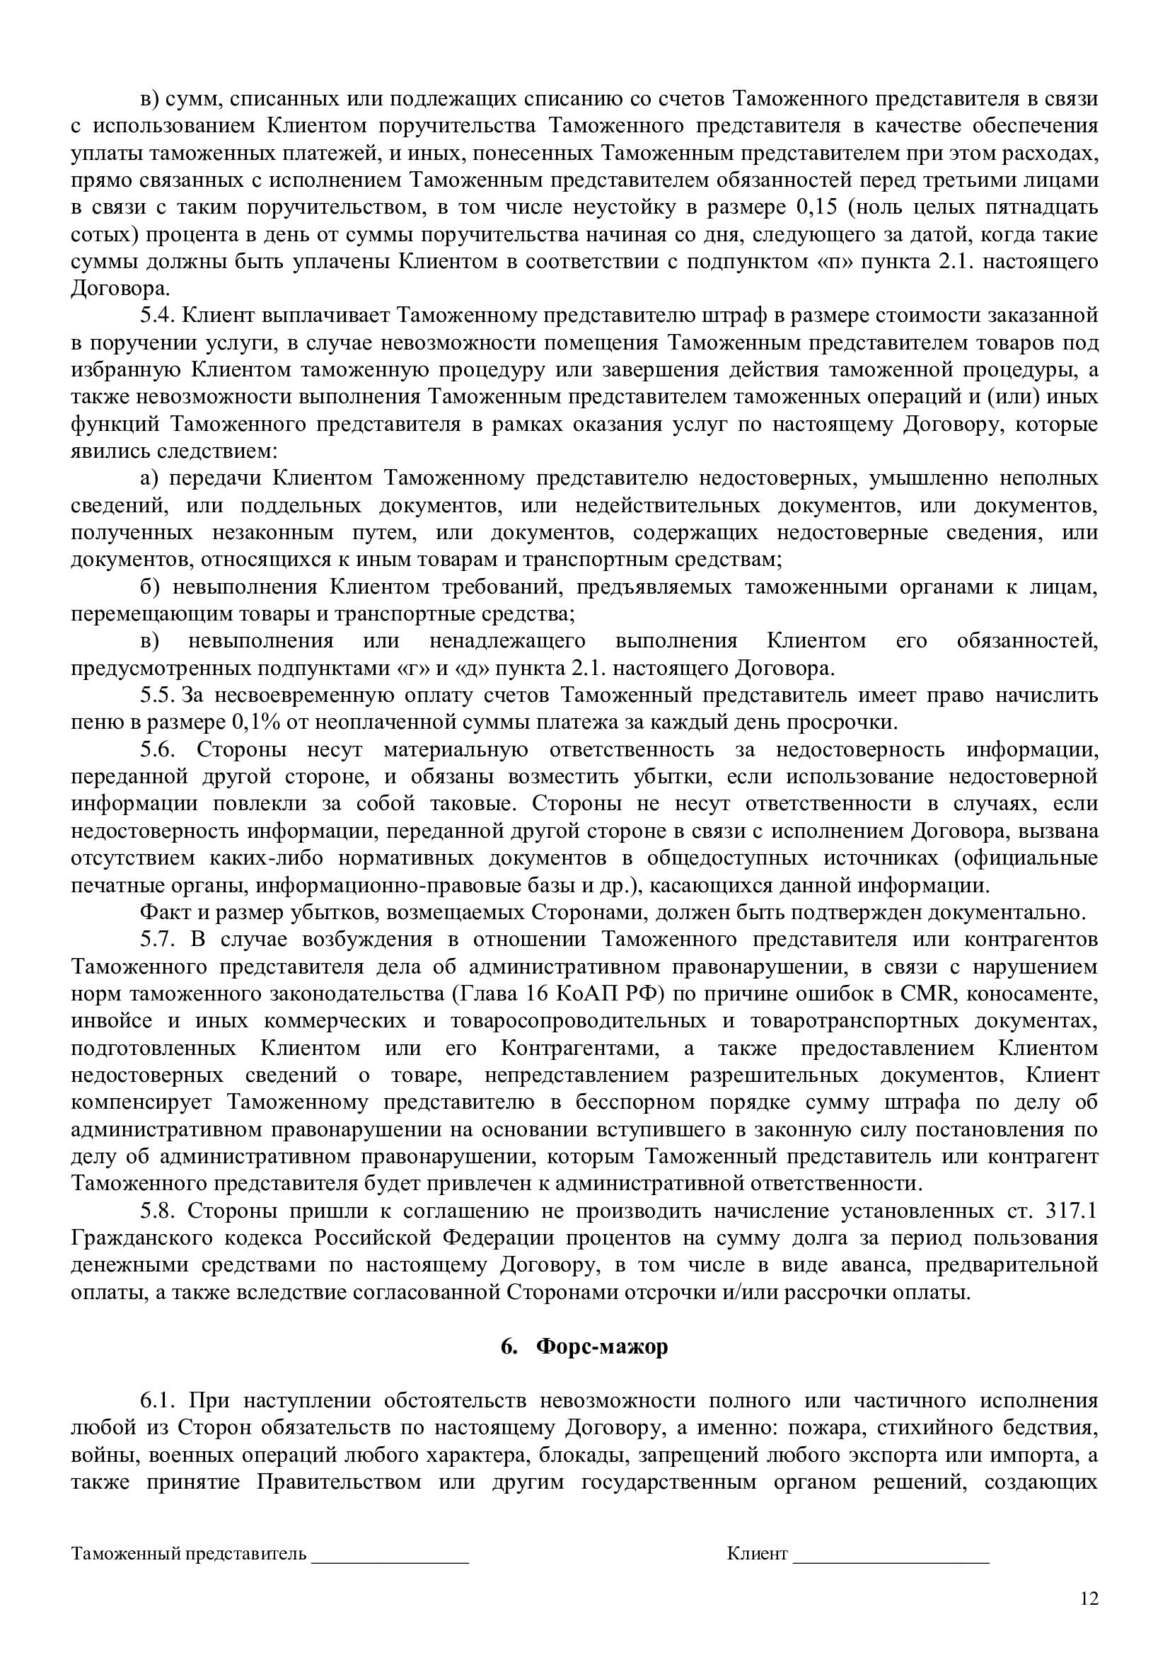 в) сумм, списанных или подлежащих списанию со счетов Таможенного представителя в связи
с использованием Клиентом поручительства Таможенного представителя в качестве обеспечения
уплаты таможенных платежей, и иных, понесенных Таможенным представителем при этом расходах,
прямо связанных с исполнением Таможенным представителем обязанностей перед третьими лицами
в связи с таким поручительством, в том числе неустойку в размере 0,15 (ноль целых пятнадцать
сотых) процента в день от суммы поручительства начиная со дня, следующего за датой, когда такие
суммы должны быть уплачены Клиентом в соответствии с подпунктом «п» пункта 2.1. настоящего
Договора.
5.4. Клиент выплачивает Таможенному представителю штраф в размере стоимости заказанной
в поручении услуги, в случае невозможности помещения Таможенным представителем товаров под
избранную Клиентом таможенную процедуру или завершения действия таможенной процедуры, а
также невозможности выполнения Таможенным представителем таможенных операций и (или) иных
функций Таможенного представителя в рамках оказания услуг по настоящему Договору, которые
явились следствием:
а) передачи Клиентом Таможенному представителю недостоверных, умышленно неполных
сведений, или поддельных документов, или недействительных документов, или документов,
полученных незаконным путем, или документов, содержащих недостоверные сведения, или
документов, относящихся к иным товарам и транспортным средствам;
б) невыполнения Клиентом требований, предъявляемых таможенными органами к лицам,
перемещающим товары и транспортные средства;
в) невыполнения или ненадлежащего выполнения Клиентом его обязанностей,
предусмотренных подпунктами «г» и «д» пункта 2.1. настоящего Договора.
5.5. За несвоевременную оплату счетов Таможенный представитель имеет право начислить
пеню в размере 0,1% от неоплаченной суммы платежа за каждый день просрочки.
5.6. Стороны несут материальную ответственность за недостоверность информации,
переданной другой стороне, и обязаны возместить убытки, если использование недостоверной
информации повлекли за собой таковые. Стороны не несут ответственности в случаях, если
недостоверность информации, переданной другой стороне в связи с исполнением Договора, вызвана
отсутствием каких-либо нормативных документов в общедоступных источниках (официальные
печатные органы, информационно-правовые базы и др.), касающихся данной информации.
Факт и размер убытков, возмещаемых Сторонами, должен быть подтвержден документально.
5.7. В случае возбуждения в отношении Таможенного представителя или контрагентов
Таможенного представителя дела об административном правонарушении, в связи с нарушением
норм таможенного законодательства (Глава 16 КоАП РФ) по причине ошибок в CMR, коносаменте,
инвойсе и иных коммерческих и товаросопроводительных и товаротранспортных документах,
подготовленных Клиентом или его Контрагентами, а также предоставлением Клиентом
недостоверных сведений о товаре, непредставлением разрешительных документов, Клиент
компенсирует Таможенному представителю в бесспорном порядке сумму штрафа по делу об
административном правонарушении на основании вступившего в законную силу постановления по
делу об административном правонарушении, которым Таможенный представитель или контрагент
Таможенного представителя будет привлечен к административной ответственности.
5.8. Стороны пришли к соглашению не производить начисление установленных ст. 317.1
Гражданского кодекса Российской Федерации процентов на сумму долга за период пользования
денежными средствами по настоящему Договору, в том числе в виде аванса, предварительной
оплаты, а также вследствие согласованной Сторонами отсрочки и/или рассрочки оплаты.
6. Форс-мажор
6.1. При наступлении обстоятельств невозможности полного или частичного исполнения
любой из Сторон обязательств по настоящему Договору, а именно: пожара, стихийного бедствия,
войны, военных операций любого характера, блокады, запрещений любого экспорта или импорта, а
также принятие Правительством или другим государственным органом решений, создающих
Таможенный представитель ________________ Клиент ____________________
12